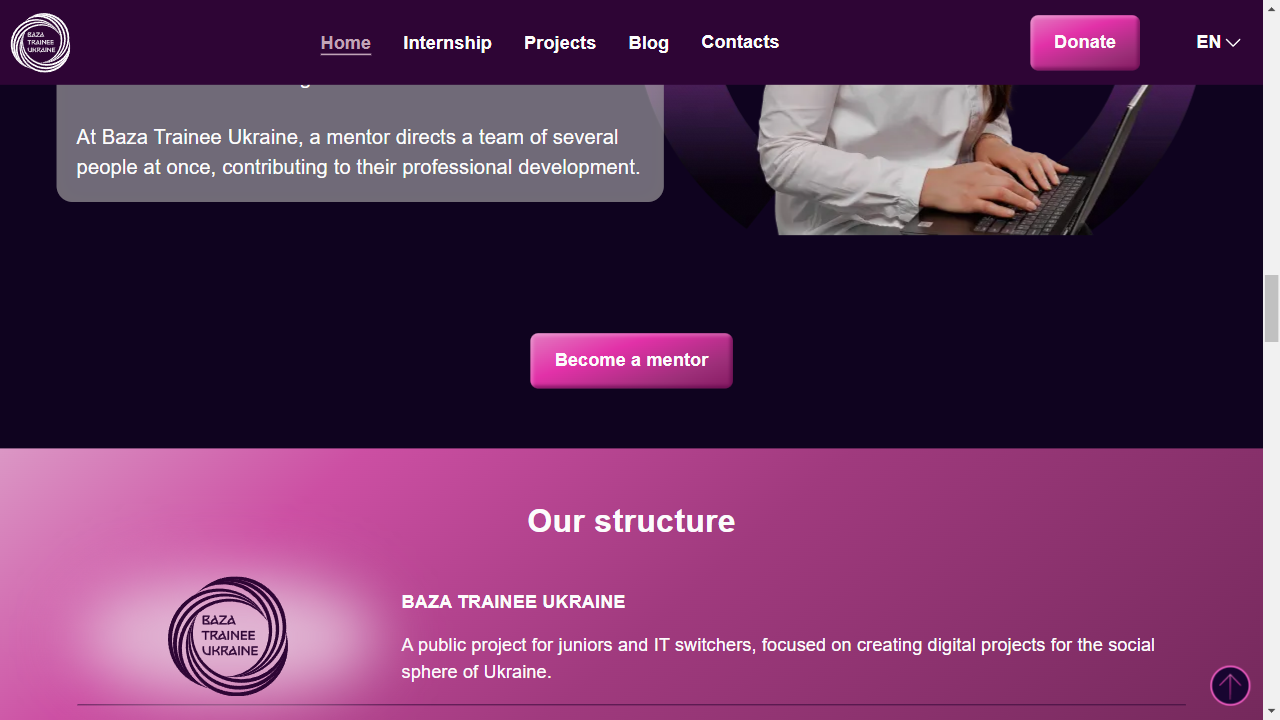 BAZA
TRAINEE
UKRAINE
Home
Internship
Projects
Blog
Contacts
Donate
EN
At Baza Trainee Ukraine, a mentor directs a team of several
people at once, contributing to their professional development.
Become a mentor
Our structure
BAZA
TRAINEE
UKRAINE
BAZA TRAINEE UKRAINE
A public project for juniors and IT switchers, focused on creating digital projects for the social
sphere of Ukraine.